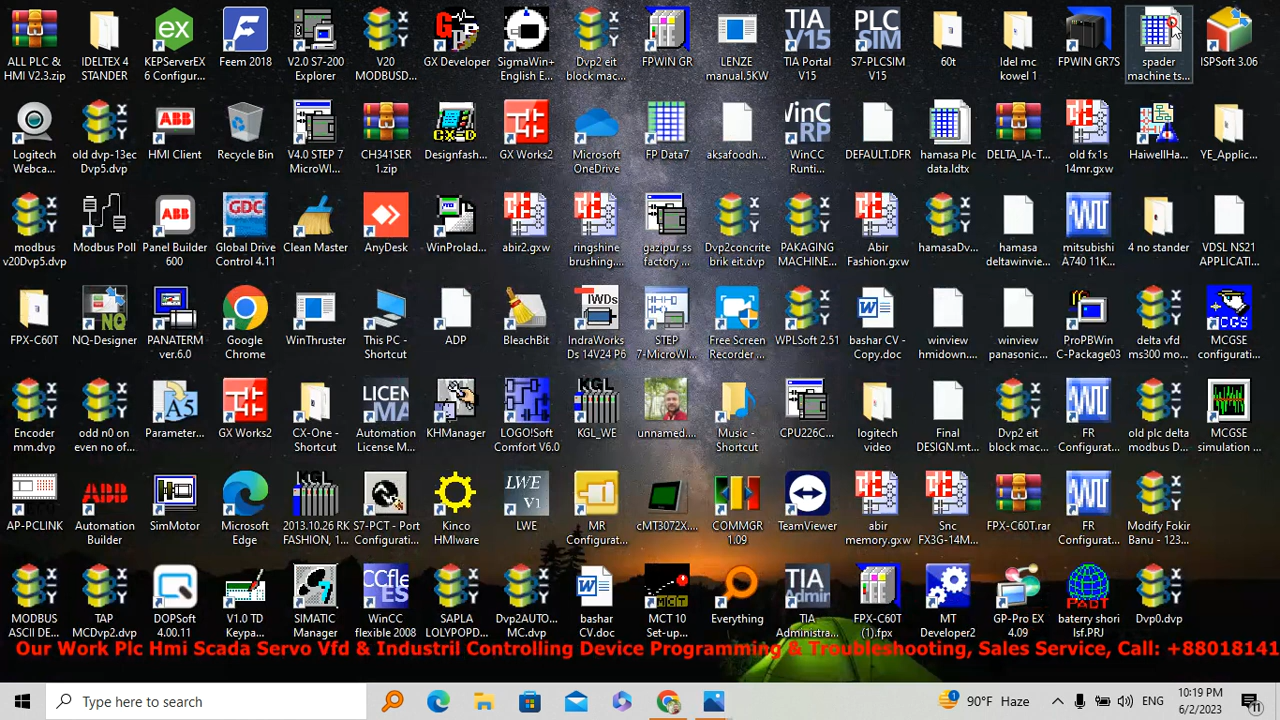 ALL PLC & HMI V2.3.zip
IDELTEX 4 STANDER
KEPServerEX 6 Configur...
Feem 2018
V2.0 S7-200 Explorer
V20 MODBUSD...
GX Developer
SigmaWin+ English E...
Dvp2 eit block mac...
FPWIN GR
LENZE manual.5KW
TIA Portal V15
S7-PLCSIM V15
60t
Idel mc kowel 1
FPWIN GR7S
spader machine ts...
ISPSoft 3.06
Logitech Webca...
old dvp-13ec Dvp5.dvp
HMI Client
Recycle Bin
V4.0 STEP 7 MicroWI...
CH341SER 1.zip
Designfash...
GX Works2
Microsoft OneDrive
FP Data7
aksafoodh...
WinCC Runti...
DEFAULT.DFR
hamasa Plc data.ldtx
DELTA_IA-T...
old fx1s 14mr.gxw
HaiwellHa...
YE_Applic...
modbus v20Dvp5.dvp
Modbus Poll
Panel Builder 600
Global Drive Control 4.11
Clean Master
AnyDesk
WinProlad...
abir2.gxw
ringshine brushing....
gazipur ss factory ...
Dvp2concrite brik eit.dvp
PAKAGING MACHINE...
Abir Fashion.gxw
hamasaDv...
hamasa deltawinvie...
mitsubishi A740 11K...
4 no stander
VDSL NS21 APPLICATI...
FPX-C60T
NQ-Designer
PANATERM ver.6.0
Google Chrome
WinThruster
This PC - Shortcut
ADP
BleachBit
IndraWorks Ds 14V24 P6
STEP 7-MicroWI...
Free Screen Recorder ...
WPLSoft 2.51
bashar CV - Copy.doc
winview hmidown...
winview panasonic...
ProPBWin C-Package03
delta vfd ms300 mo...
MCGSE configurati...
Encoder mm.dvp
odd n0 on even no of...
Parameter...
GX Works2
CX-One - Shortcut
Automation License M...
KHManager
LOGO!Soft Comfort V6.0
KGL_WE
unnamed....
Music - Shortcut
CPU226C...
logitech video
Final DESIGN.mt...
Dvp2 eit block mac...
FR Configurat...
old plc delta modbus D...
MCGSE simulation ...
AP-PCLINK
Automation Builder
SimMotor
Microsoft Edge
2013.10.26 RK FASHION, 1...
S7-PCT - Port Configurati...
Kinco HMIware
LWE
MR Configurat...
cMT3072X....
COMMGR 1.09
TeamViewer
abir memory.gxw
Snc FX3G-14M...
FPX-C60T.rar
FR Configurat...
Modify Fokir Banu - 123...
MODBUS ASCII DE...
TAP MCDvp2.dvp
DOPSoft 4.00.11
V1.0 TD Keypa...
SIMATIC Manager
WinCC flexible 2008
SAPLA LOLYPOPD...
Dvp2AUTO... MC.dvp
bashar CV.doc
MCT 10 Set-up...
Everything
TIA Administra...
FPX-C60T (1).fpx
MT Developer2
GP-Pro EX 4.09
baterry shori lsf.PRJ
Dvp0.dvp
Our Work Plc Hmi Scada Servo Vfd & Industril Controlling Device Programming & Troubleshooting, Sales Service, Call: +88018141
Type here to search
90°F Haze
ENG
10:19 PM
6/2/2023